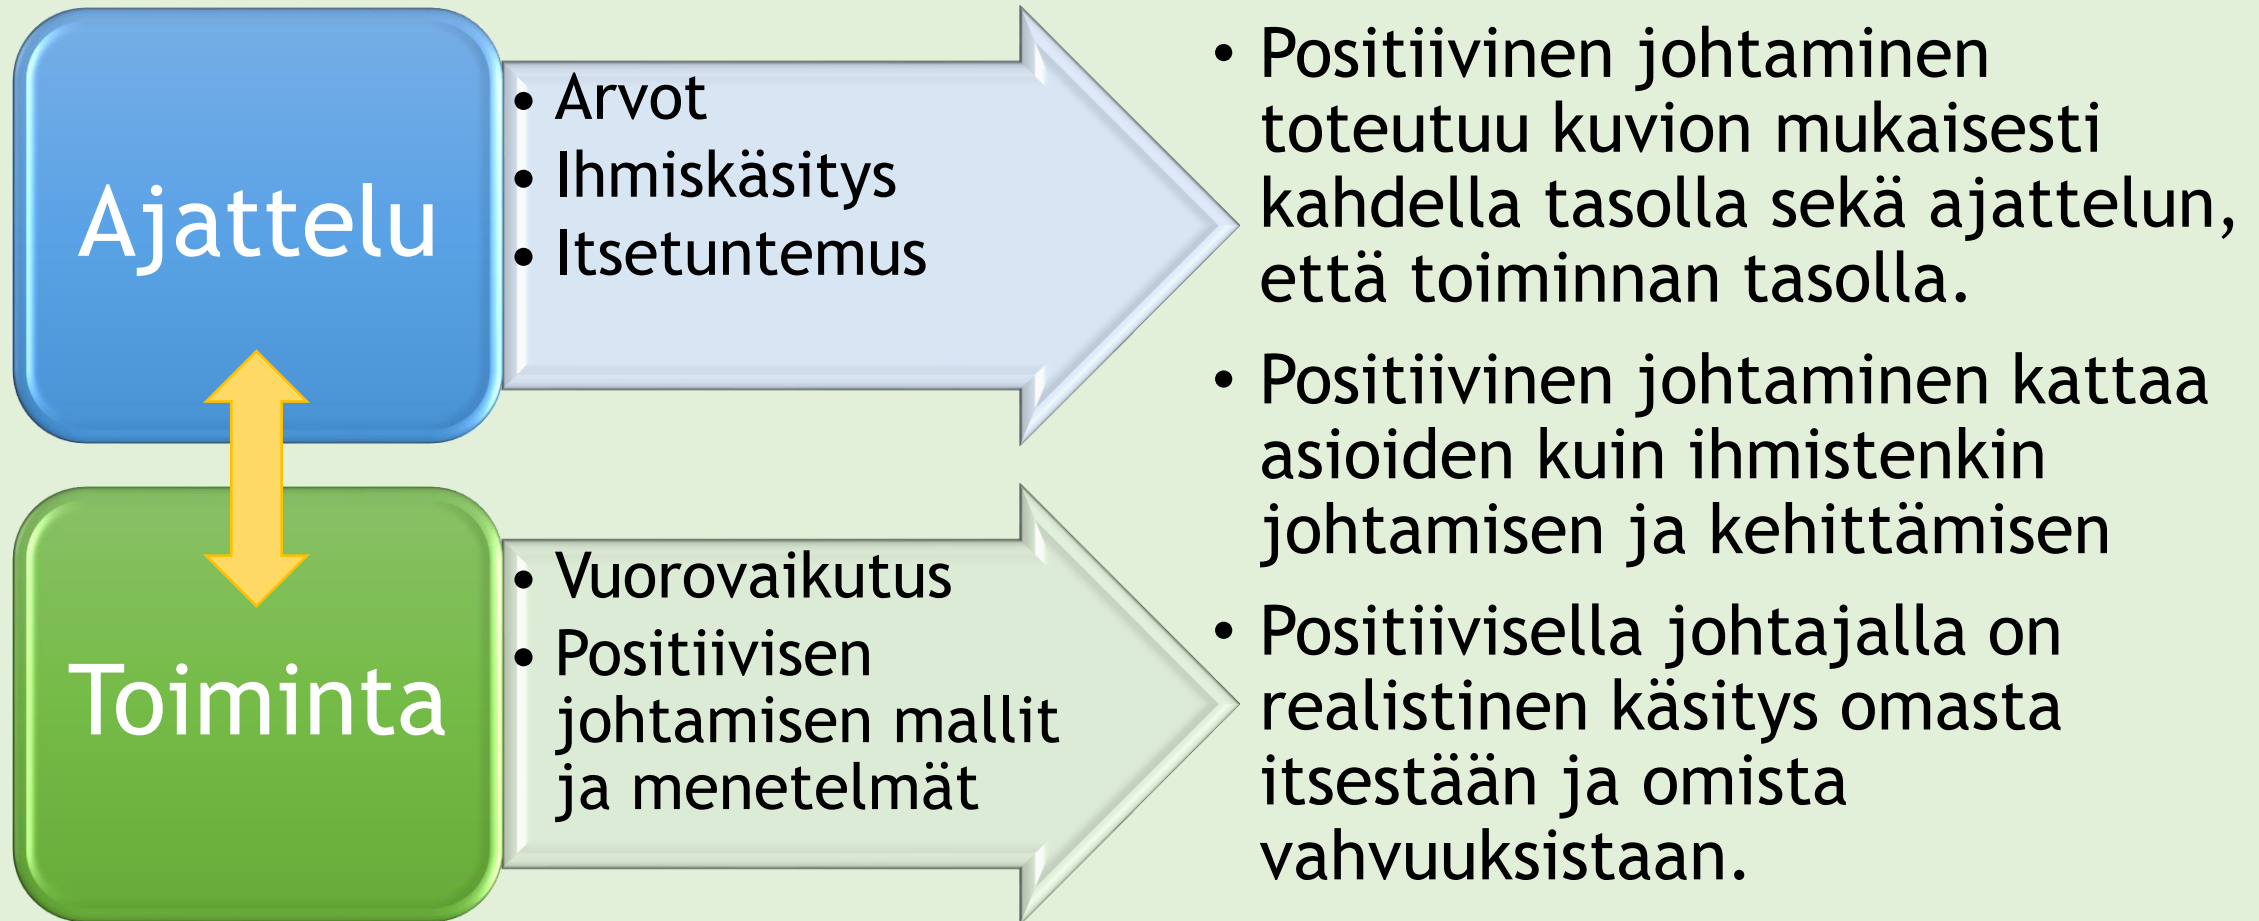 Ajattelu
• Arvot
• Ihmiskäsitys
• Itsetuntemus
Toiminta
• Vuorovaikutus
• Positiivisen
johtamisen mallit
ja menetelmät
• Positiivinen johtaminen
toteutuu kuvion mukaisesti
kahdella tasolla sekä ajattelun,
että toiminnan tasolla.
• Positiivinen johtaminen kattaa
asioiden kuin ihmistenkin
johtamisen ja kehittämisen
• Positiivisella johtajalla on
realistinen käsitys omasta
itsestään ja omista
vahvuuksistaan.